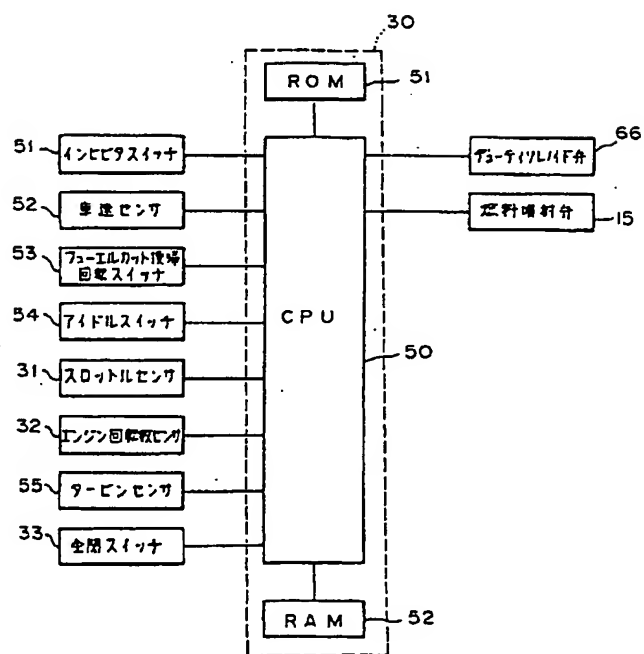 30
ROM
51
51
インヒビタスイッチ
デューティソレノイド弁
66
52
車速センサ
燃料噴射弁
15
53
フューエルカット復帰
回転スイッチ
54
アイドルスイッチ
CPU
50
31
スロットルセンサ
32
エンジン回転数センサ
55
タービンセンサ
33
全閉スイッチ
RAM
52